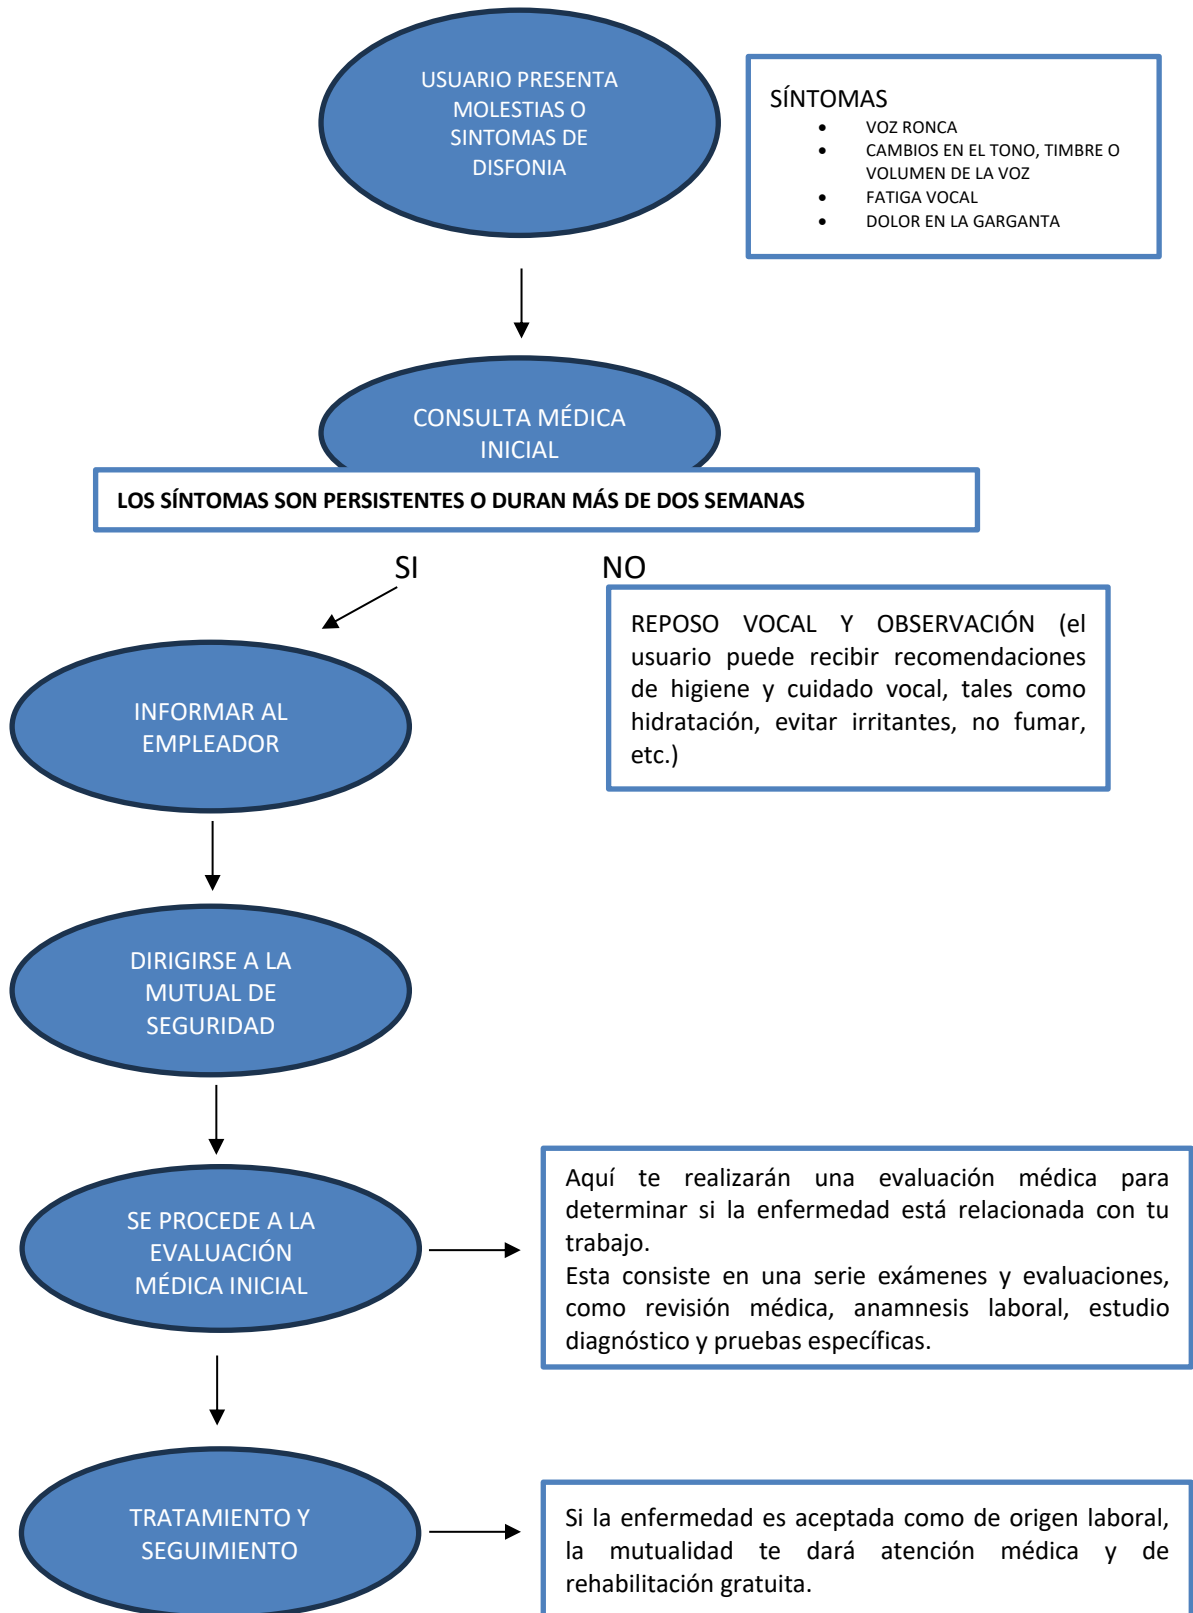 USUARIO PRESENTA
MOLESTIAS O
SINTOMAS DE
DISFONIA
SÍNTOMAS
• VOZ RONCA
• CAMBIOS EN EL TONO, TIMBRE O
VOLUMEN DE LA VOZ
• FATIGA VOCAL
• DOLOR EN LA GARGANTA
CONSULTA MÉDICA
INICIAL
LOS SÍNTOMAS SON PERSISTENTES O DURAN MÁS DE DOS SEMANAS
SI
NO
REPOSO VOCAL Y OBSERVACIÓN (el
usuario puede recibir recomendaciones
de higiene y cuidado vocal, tales como
hidratación, evitar irritantes, no fumar,
etc.)
INFORMAR AL
EMPLEADOR
DIRIGIRSE A LA
MUTUAL DE
SEGURIDAD
SE PROCEDE A LA
EVALUACIÓN
MÉDICA INICIAL
Aquí te realizarán una evaluación médica para
determinar si la enfermedad está relacionada con tu
trabajo.
Esta consiste en una serie exámenes y evaluaciones,
como revisión médica, anamnesis laboral, estudio
diagnóstico y pruebas específicas.
TRATAMIENTO Y
SEGUIMIENTO
Si la enfermedad es aceptada como de origen laboral,
la mutualidad te dará atención médica y de
rehabilitación gratuita.